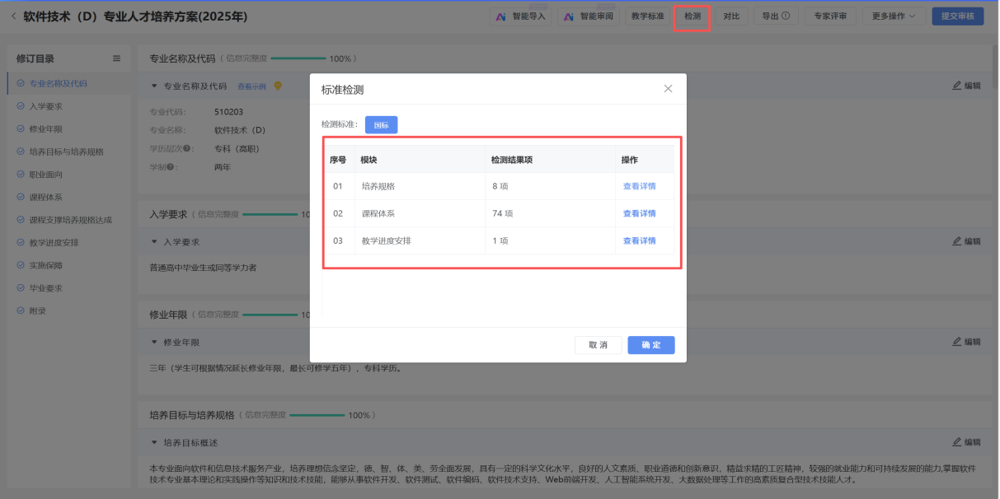 软件技术（D）专业人才培养方案(2025年)
智能导入 智能审阅 教学标准 检测 对比 导出 专家评审 更多操作 提交审核
修订目录
专业名称及代码
入学要求
修业年限
培养目标与培养规格
职业面向
课程体系
课程支撑培养规格达成
教学进度安排
实施保障
毕业要求
附录
专业名称及代码（信息完整度 100%）
专业名称及代码 查看示例 编辑
专业代码： 510203
专业名称： 软件技术（D）
学历层次： 专科（高职）
学制： 两年
入学要求（信息完整度 10
入学要求 编辑
普通高中毕业生或同等学力者
修业年限（信息完整度 10
修业年限 编辑
三年（学生可根据情况延长修业年限，最长可修学五年），专科学历。
培养目标与培养规格（信息完整度 100%）
培养目标概述 编辑
本专业面向软件和信息技术服务产业，培养理想信念坚定，德、智、体、美、劳全面发展，具有一定的科学文化水平，良好的人文素质、职业道德和创新意识，精益求精的工匠精神，较强的就业能力和可持续发展的能力,掌握软件
技术专业基本理论和实践操作等知识和技术技能，能够从事软件开发、软件测试、软件编码、软件技术支持、Web前端开发、人工智能系统开发、大数据处理等工作的高素质复合型技术技能人才。
标准检测
检测标准： 国标
序号 模块 检测结果项 操作
01 培养规格 8 项 查看详情
02 课程体系 74 项 查看详情
03 教学进度安排 1 项 查看详情
取 消 确 定